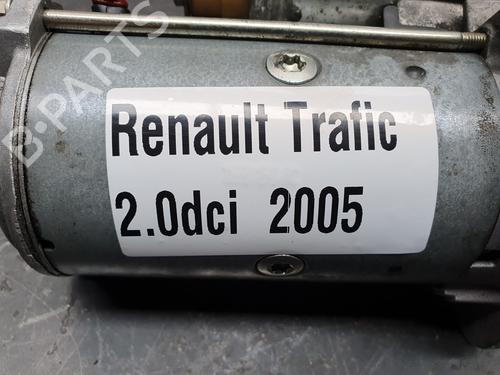 B-PARTS
Renault Trafic
2.0dci 2005